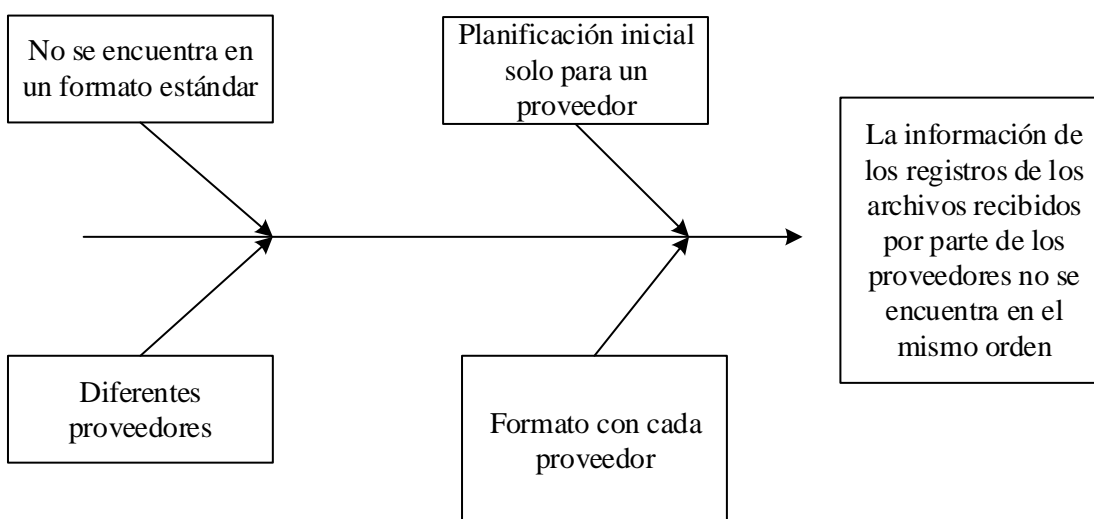 No se encuentra en
un formato estándar
Planificación inicial
solo para un
proveedor
La información de
los registros de los
archivos recibidos
por parte de los
proveedores no se
encuentra en el
mismo orden
Diferentes
proveedores
Formato con cada
proveedor